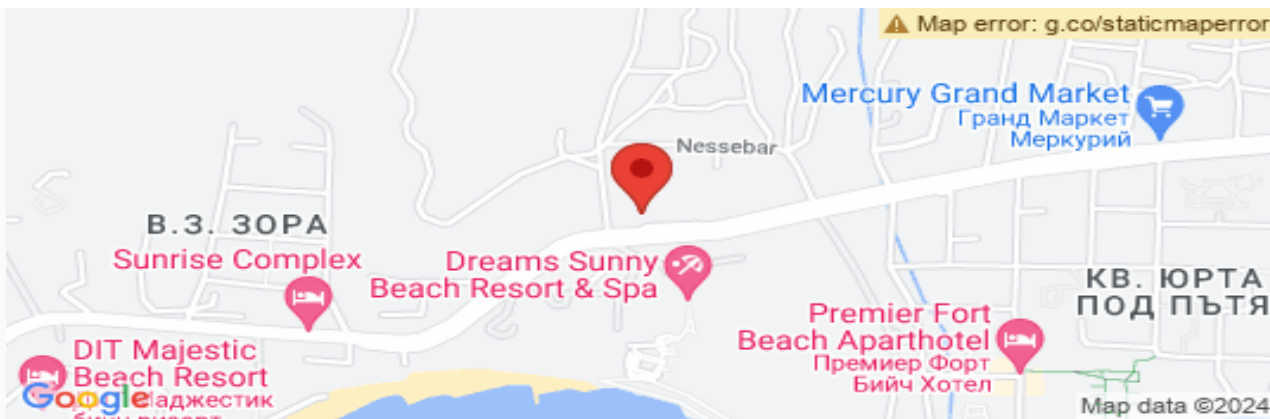 Map error: g.co/staticmaperror
Mercury Grand Market
Гранд Маркет
Меркурий
Nessebar
В.З. ЗОРА
Sunrise Complex
Dreams Sunny
Beach Resort & Spa
КВ. ЮРТА
ПОД ПЪТЯ
Premier Fort
Beach Aparthotel
Премиер Форт
Бийч Хотел
DIT Majestic
Beach Resort
Маджестик
Google
Map data ©2024